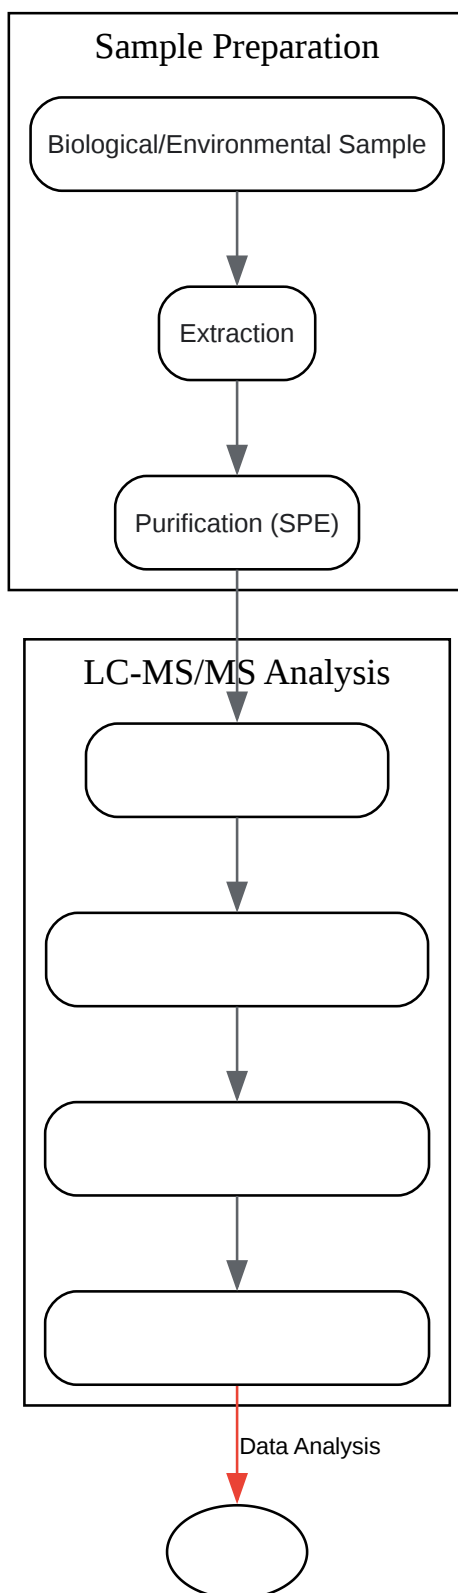 Sample Preparation
Biological/Environmental Sample
Extraction
Purification (SPE)
LC-MS/MS Analysis
Data Analysis